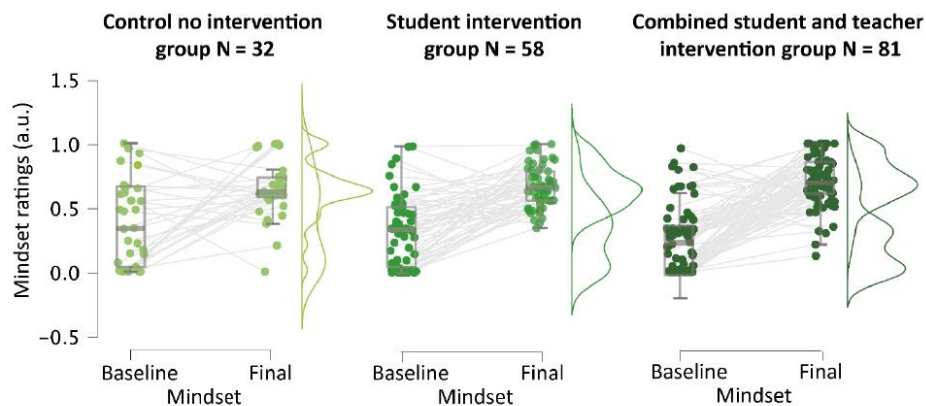 Control no intervention
group N = 32
Student intervention
group N = 58
Combined student and teacher
intervention group N = 81
Mindset ratings (a.u.)
1.5
1.0
0.5
0.0
−0.5
Baseline Final
Mindset
Baseline Final
Mindset
Baseline Final
Mindset